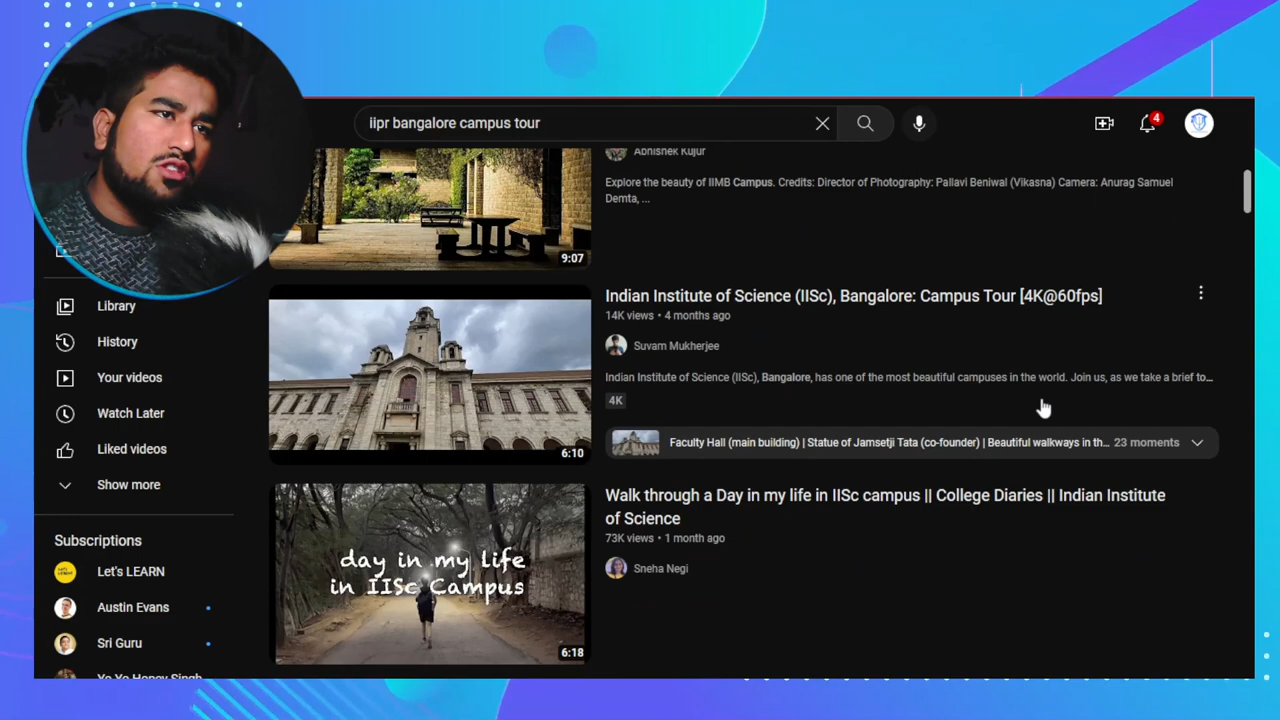 iipr bangalore campus tour
4
Abhishek Kujur
Explore the beauty of IIMB Campus. Credits: Director of Photography: Pallavi Beniwal (Vikasna) Camera: Anurag Samuel
Demta, ...
9:07
Library
History
Your videos
Watch Later
Liked videos
Show more
Subscriptions
Let's LEARN
Austin Evans
Sri Guru
Yo Yo Honey Singh
Indian Institute of Science (IISc), Bangalore: Campus Tour [4K@60fps]
14K views • 4 months ago
Suvam Mukherjee
Indian Institute of Science (IISc), Bangalore, has one of the most beautiful campuses in the world. Join us, as we take a brief to...
4K
6:10
Faculty Hall (main building) | Statue of Jamsetji Tata (co-founder) | Beautiful walkways in th... 23 moments
Walk through a Day in my life in IISc campus || College Diaries || Indian Institute
of Science
73K views • 1 month ago
Sneha Negi
day in my life
in IISc Campus
6:18